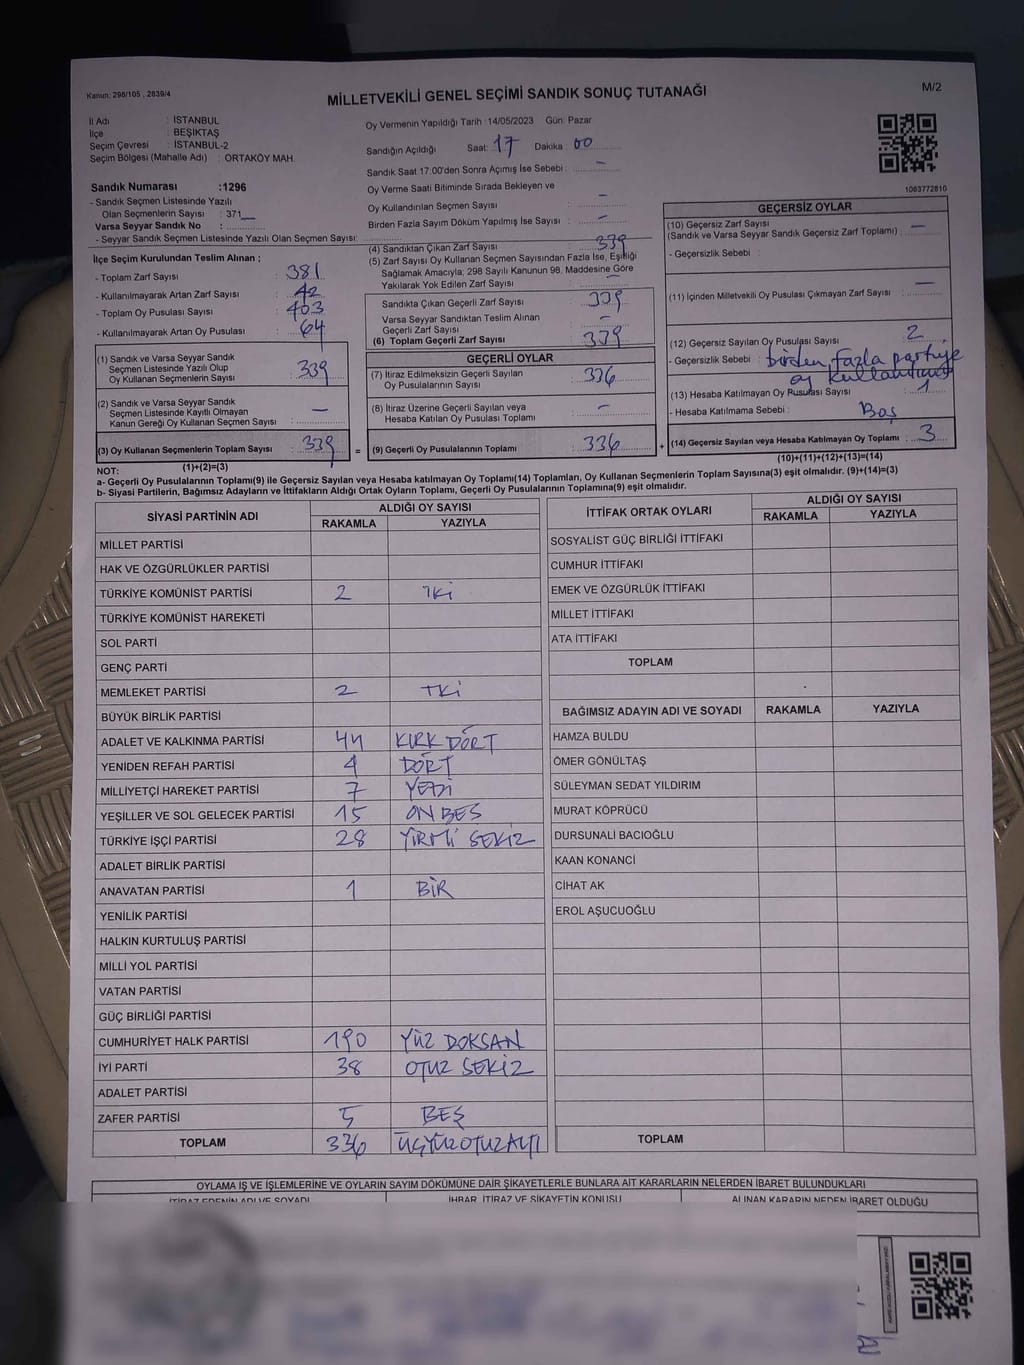 Kanun: 298/105 , 2839/4
MİLLETVEKİLİ GENEL SEÇİMİ SANDIK SONUÇ TUTANAĞI
M/2
İl Adı : İSTANBUL
İlçe : BEŞİKTAŞ
Seçim Çevresi : İSTANBUL-2
Seçim Bölgesi (Mahalle Adı) : ORTAKÖY MAH.
Sandık Numarası :1296
- Sandık Seçmen Listesinde Yazılı
Olan Seçmenlerin Sayısı : 371
Varsa Seyyar Sandık No :
- Seyyar Sandık Seçmen Listesinde Yazılı Olan Seçmen Sayısı:
İlçe Seçim Kurulundan Teslim Alınan ;
- Toplam Zarf Sayısı : 381
- Kullanılmayarak Artan Zarf Sayısı : 42
- Toplam Oy Pusulası Sayısı : 403
- Kullanılmayarak Artan Oy Pusulası : 64
(1) Sandık ve Varsa Seyyar Sandık
Seçmen Listesinde Yazılı Olup
Oy Kullanan Seçmenlerin Sayısı : 339
(2) Sandık ve Varsa Seyyar Sandık
Seçmen Listesinde Kayıtlı Olmayan
Kanun Gereği Oy Kullanan Seçmen Sayısı : —
(3) Oy Kullanan Seçmenlerin Toplam Sayısı : 339 =
(1)+(2)=(3)
Oy Vermenin Yapıldığı Tarih : 14/05/2023 Gün: Pazar
Sandığın Açıldığı Saat: 17 Dakika 00
Sandık Saat 17:00'den Sonra Açımış İse Sebebi : —
Oy Verme Saati Bitiminde Sırada Bekleyen ve
Oy Kullandırılan Seçmen Sayısı : —
Birden Fazla Sayım Döküm Yapılmış İse Sayısı : —
(4) Sandıktan Çıkan Zarf Sayısı : 339
(5) Zarf Sayısı Oy Kullanan Seçmen Sayısından Fazla İse, Eşitliği
Sağlamak Amacıyla; 298 Sayılı Kanunun 98. Maddesine Göre
Yakılarak Yok Edilen Zarf Sayısı : —
Sandıkta Çıkan Geçerli Zarf Sayısı : 339
Varsa Seyyar Sandıktan Teslim Alınan
Geçerli Zarf Sayısı : —
(6) Toplam Geçerli Zarf Sayısı : 339
GEÇERLİ OYLAR
(7) İtiraz Edilmeksizin Geçerli Sayılan
Oy Pusulalarının Sayısı : 336
(8) İtiraz Üzerine Geçerli Sayılan veya
Hesaba Katılan Oy Pusulası Toplamı : —
(9) Geçerli Oy Pusulalarının Toplamı : 336 +
1063772810
GEÇERSİZ OYLAR
(10) Geçersiz Zarf Sayısı
(Sandık ve Varsa Seyyar Sandık Geçersiz Zarf Toplamı) : —
- Geçersizlik Sebebi :
(11) İçinden Milletvekili Oy Pusulası Çıkmayan Zarf Sayısı : —
(12) Geçersiz Sayılan Oy Pusulası Sayısı : 2
- Geçersizlik Sebebi : birden fazla partiye
oy kullanılması
(13) Hesaba Katılmayan Oy Pusulası Sayısı : 1
- Hesaba Katılmama Sebebi : Boş
(14) Geçersiz Sayılan veya Hesaba Katılmayan Oy Toplamı : 3
(10)+(11)+(12)+(13)=(14)
NOT:
a- Geçerli Oy Pusulalarının Toplamı(9) ile Geçersiz Sayılan veya Hesaba katılmayan Oy Toplamı(14) Toplamları, Oy Kullanan Seçmenlerin Toplam Sayısına(3) eşit olmalıdır. (9)+(14)=(3)
b- Siyasi Partilerin, Bağımsız Adayların ve İttifakların Aldığı Ortak Oyların Toplamı, Geçerli Oy Pusulalarının Toplamına(9) eşit olmalıdır.
SİYASİ PARTİNİN ADI ALDIĞI OY SAYISI
RAKAMLA YAZIYLA
MİLLET PARTİSİ
HAK VE ÖZGÜRLÜKLER PARTİSİ
TÜRKİYE KOMÜNİST PARTİSİ 2 İki
TÜRKİYE KOMÜNİST HAREKETİ
SOL PARTİ
GENÇ PARTİ
MEMLEKET PARTİSİ 2 İKİ
BÜYÜK BİRLİK PARTİSİ
ADALET VE KALKINMA PARTİSİ 44 KIRK DÖRT
YENİDEN REFAH PARTİSİ 4 DÖRT
MİLLİYETÇİ HAREKET PARTİSİ 7 YEDİ
YEŞİLLER VE SOL GELECEK PARTİSİ 15 ON BEŞ
TÜRKİYE İŞÇİ PARTİSİ 28 YİRMİ SEKİZ
ADALET BİRLİK PARTİSİ
ANAVATAN PARTİSİ 1 BİR
YENİLİK PARTİSİ
HALKIN KURTULUŞ PARTİSİ
MİLLİ YOL PARTİSİ
VATAN PARTİSİ
GÜÇ BİRLİĞİ PARTİSİ
CUMHURİYET HALK PARTİSİ 190 YÜZ DOKSAN
İYİ PARTİ 38 OTUZ SEKİZ
ADALET PARTİSİ
ZAFER PARTİSİ 5 BEŞ
TOPLAM 336 ÜÇYÜZOTUZALTI
İTTİFAK ORTAK OYLARI ALDIĞI OY SAYISI
RAKAMLA YAZIYLA
SOSYALİST GÜÇ BİRLİĞİ İTTİFAKI
CUMHUR İTTİFAKI
EMEK VE ÖZGÜRLÜK İTTİFAKI
MİLLET İTTİFAKI
ATA İTTİFAKI
TOPLAM
BAĞIMSIZ ADAYIN ADI VE SOYADI RAKAMLA YAZIYLA
HAMZA BULDU
ÖMER GÖNÜLTAŞ
SÜLEYMAN SEDAT YILDIRIM
MURAT KÖPRÜCÜ
DURSUNALİ BACIOĞLU
KAAN KONANCİ
CİHAT AK
EROL AŞUCUOĞLU
TOPLAM
OYLAMA İŞ VE İŞLEMLERİNE VE OYLARIN SAYIM DÖKÜMÜNE DAİR ŞİKAYETLERLE BUNLARA AİT KARARLARIN NELERDEN İBARET BULUNDUKLARI
İTİRAZ EDENİN ADI VE SOYADI İHBAR, İTİRAZ VE ŞİKAYETİN KONUSU ALINAN KARARIN NEDEN İBARET OLDUĞU